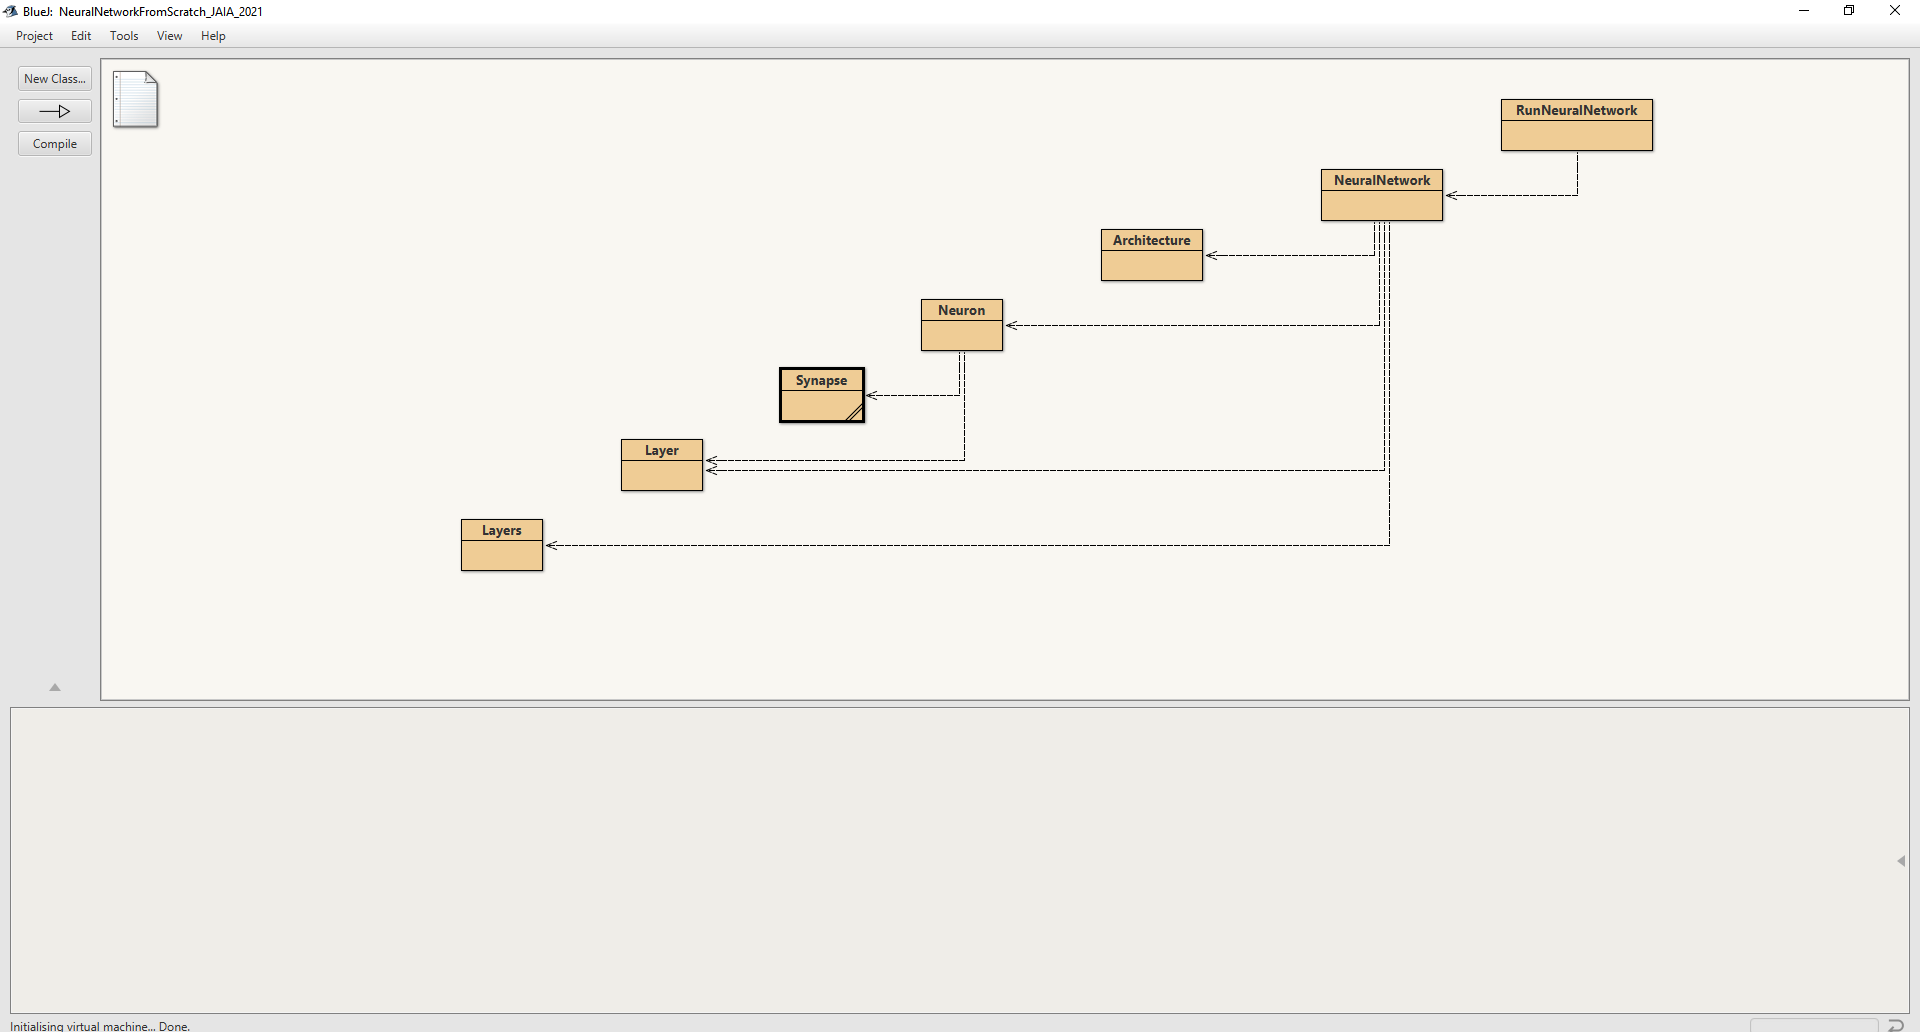 BlueJ: NeuralNetworkFromScratch_JAIA_2021
Project Edit Tools View Help
New Class...
Compile
RunNeuralNetwork
NeuralNetwork
Architecture
Neuron
Synapse
Layer
Layers
Initialising virtual machine... Done.